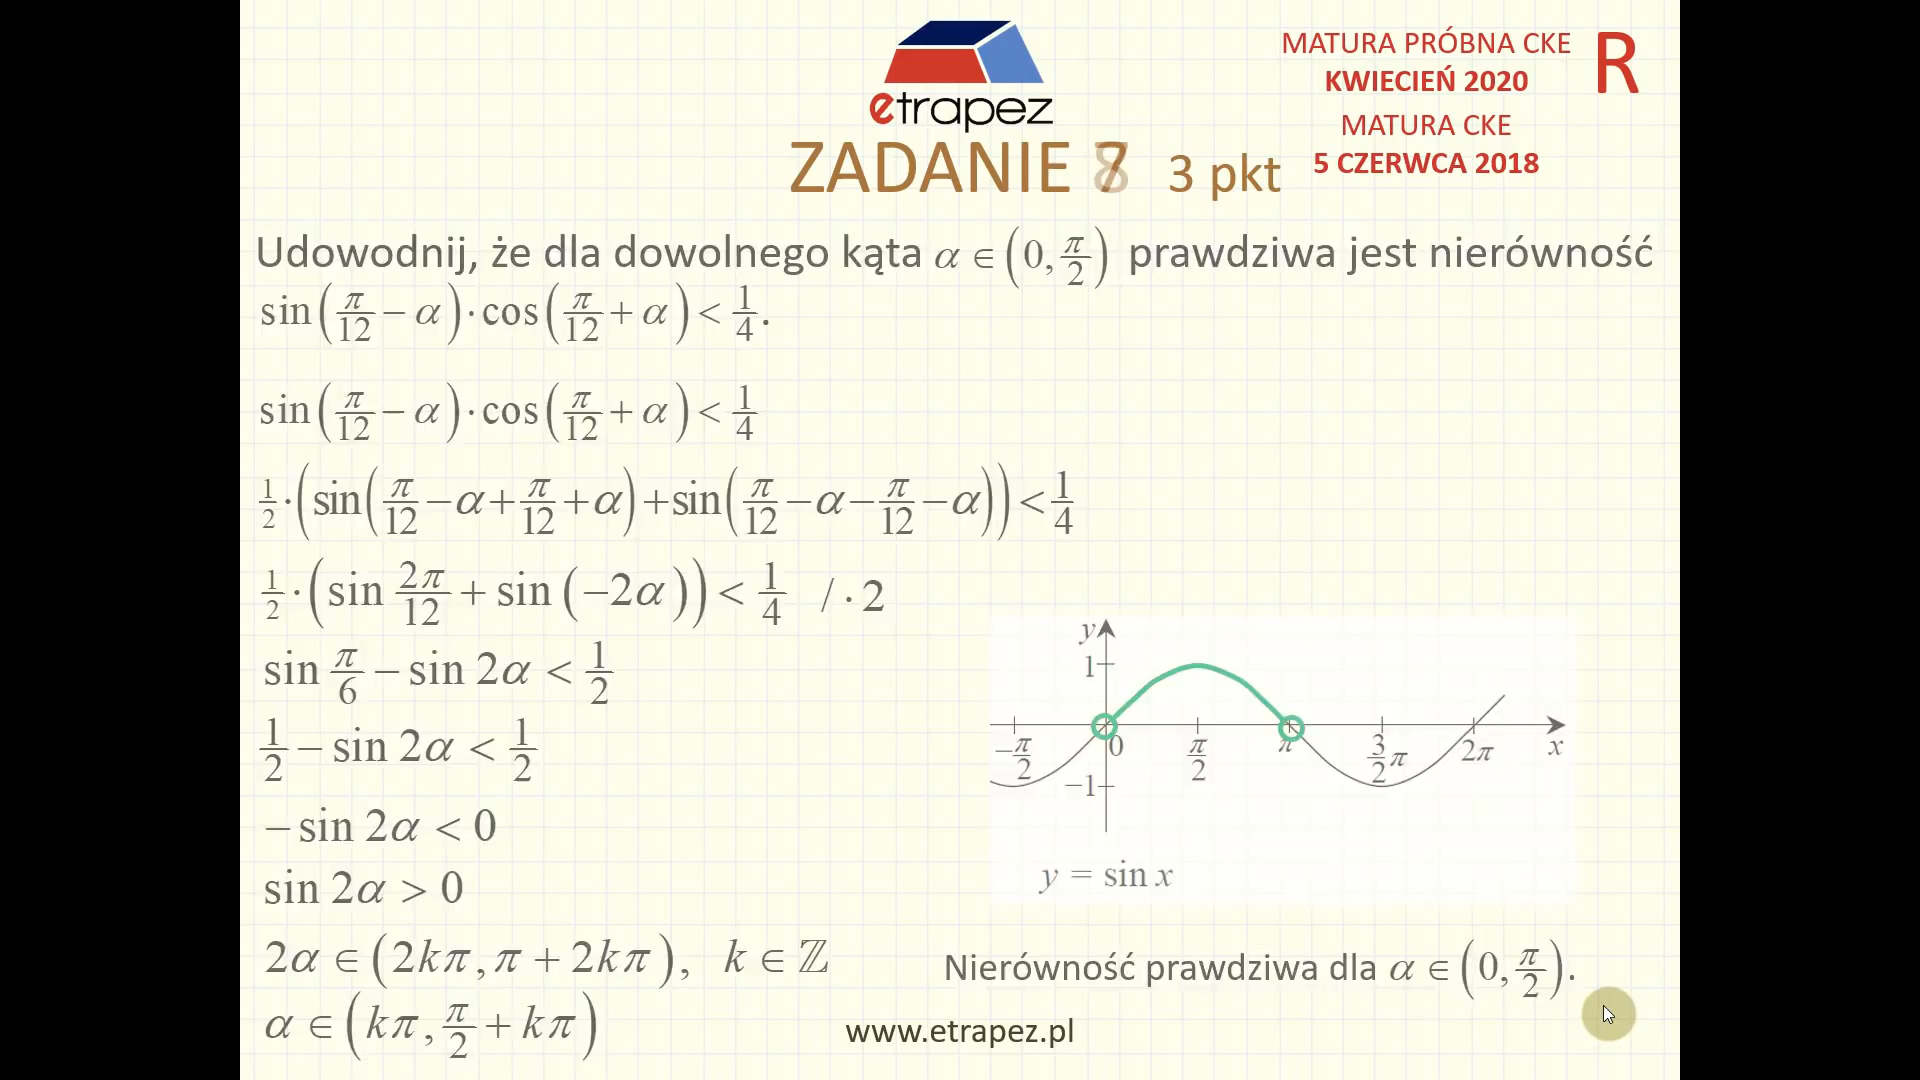 etrapez
MATURA PRÓBNA CKE
KWIECIEŃ 2020
R
MATURA CKE
5 CZERWCA 2018
ZADANIE 3 pkt
Udowodnij, że dla dowolnego kąta α ∈ (0, π/2) prawdziwa jest nierówność
sin(π/12 − α) · cos(π/12 + α) < 1/4.
sin(π/12 − α) · cos(π/12 + α) < 1/4
1/2 · (sin(π/12 − α + π/12 + α) + sin(π/12 − α − π/12 − α)) < 1/4
1/2 · (sin 2π/12 + sin (−2α)) < 1/4 / · 2
sin π/6 − sin 2α < 1/2
1/2 − sin 2α < 1/2
− sin 2α < 0
sin 2α > 0
2α ∈ (2kπ, π + 2kπ), k ∈ ℤ
α ∈ (kπ, π/2 + kπ)
y
1
−π/2 0 π/2 π 3/2 π 2π x
−1
y = sin x
Nierówność prawdziwa dla α ∈ (0, π/2).
www.etrapez.pl